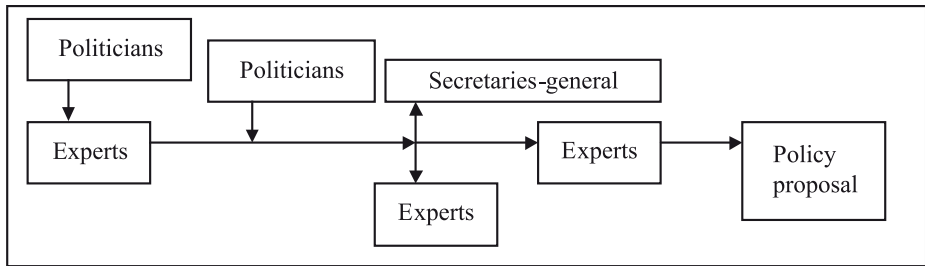 Politicians
Politicians
Secretaries-general
Experts
Experts
Policy
proposal
Experts